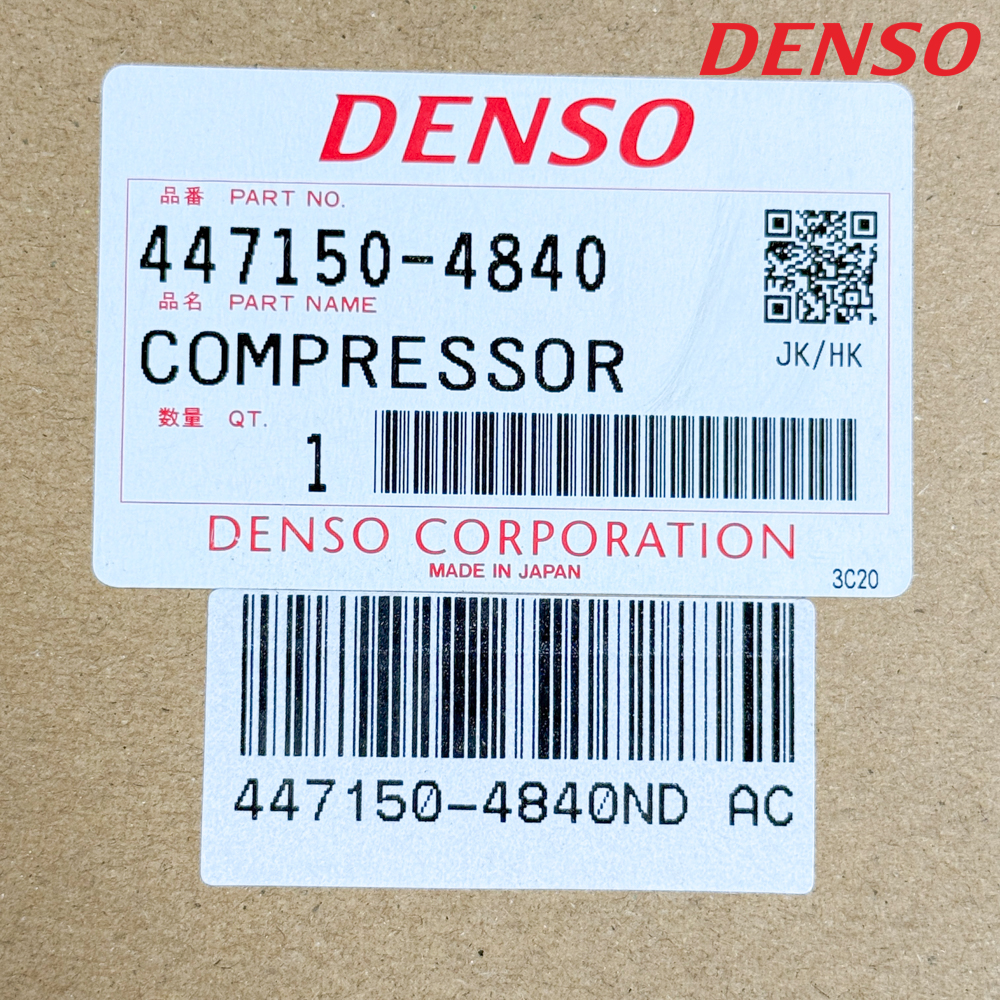 DENSO
DENSO
品番 PART NO.
447150-4840
品名 PART NAME
COMPRESSOR
JK/HK
数量 QT.
1
DENSO CORPORATION
MADE IN JAPAN
3C20
447150-4840ND AC